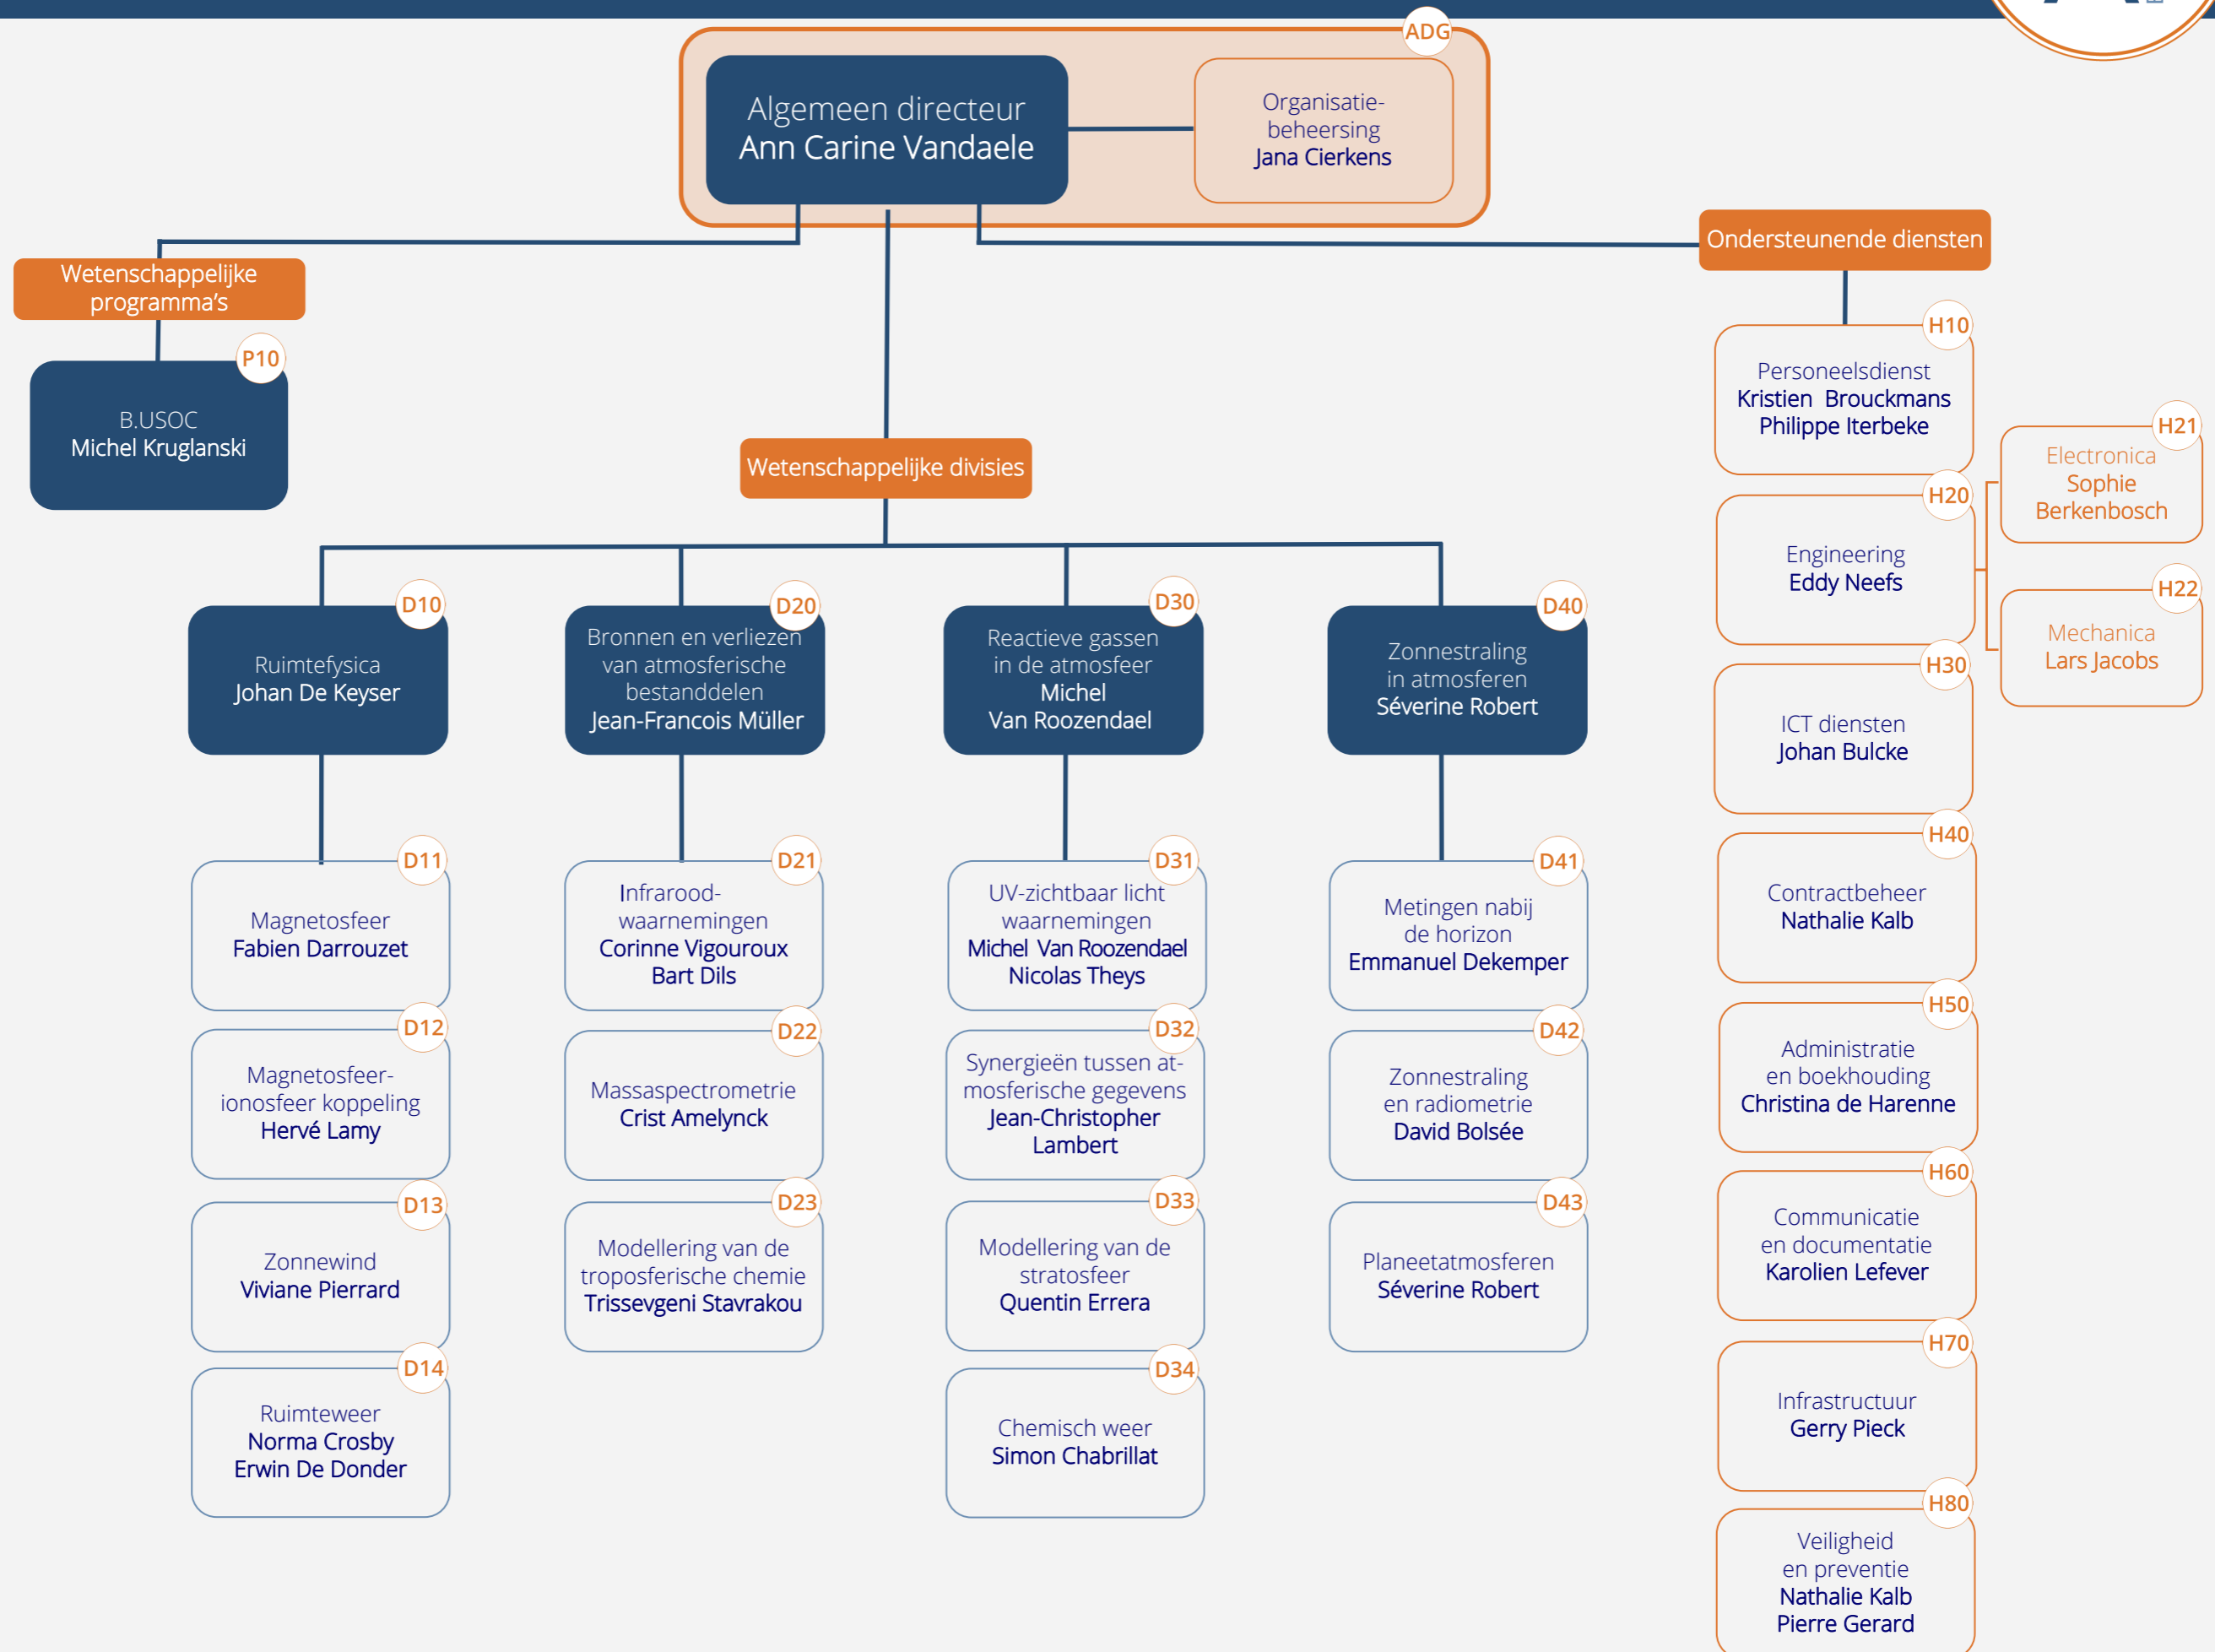 ADG
Algemeen directeur
Ann Carine Vandaele
Organisatie-
beheersing
Jana Cierkens
Wetenschappelijke
programma's
P10
B.USOC
Michel Kruglanski
Wetenschappelijke divisies
D10
Ruimtefysica
Johan De Keyser
D11
Magnetosfeer
Fabien Darrouzet
D12
Magnetosfeer-
ionosfeer koppeling
Hervé Lamy
D13
Zonnewind
Viviane Pierrard
D14
Ruimteweer
Norma Crosby
Erwin De Donder
D20
Bronnen en verliezen
van atmosferische
bestanddelen
Jean-Francois Müller
D21
Infrarood-
waarnemingen
Corinne Vigouroux
Bart Dils
D22
Massaspectrometrie
Crist Amelynck
D23
Modellering van de
troposferische chemie
Trissevgeni Stavrakou
D30
Reactieve gassen
in de atmosfeer
Michel
Van Roozendael
D31
UV-zichtbaar licht
waarnemingen
Michel Van Roozendael
Nicolas Theys
D32
Synergieën tussen at-
mosferische gegevens
Jean-Christopher
Lambert
D33
Modellering van de
stratosfeer
Quentin Errera
D34
Chemisch weer
Simon Chabrillat
D40
Zonnestraling
in atmosferen
Séverine Robert
D41
Metingen nabij
de horizon
Emmanuel Dekemper
D42
Zonnestraling
en radiometrie
David Bolsée
D43
Planeetatmosferen
Séverine Robert
Ondersteunende diensten
H10
Personeelsdienst
Kristien Brouckmans
Philippe Iterbeke
H20
Engineering
Eddy Neefs
H21
Electronica
Sophie
Berkenbosch
H22
Mechanica
Lars Jacobs
H30
ICT diensten
Johan Bulcke
H40
Contractbeheer
Nathalie Kalb
H50
Administratie
en boekhouding
Christina de Harenne
H60
Communicatie
en documentatie
Karolien Lefever
H70
Infrastructuur
Gerry Pieck
H80
Veiligheid
en preventie
Nathalie Kalb
Pierre Gerard